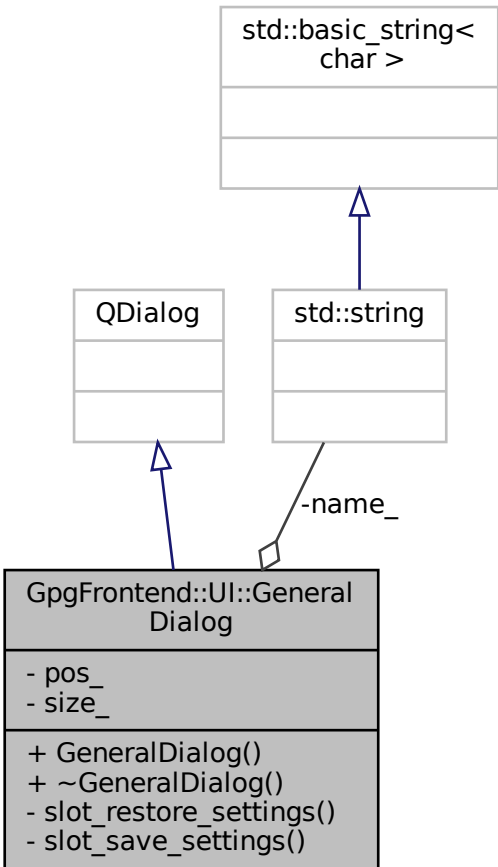 std::basic_string<
char >
QDialog
std::string
-name_
GpgFrontend::UI::General
Dialog
- pos_
- size_
+ GeneralDialog()
+ ~GeneralDialog()
- slot_restore_settings()
- slot_save_settings()